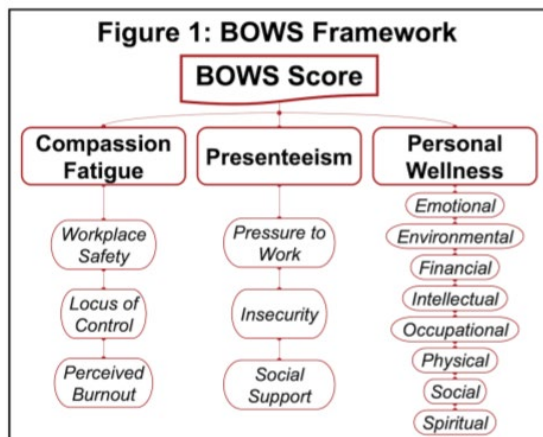 Figure 1: BOWS Framework
BOWS Score
Compassion
Fatigue
Workplace
Safety
Locus of
Control
Perceived
Burnout
Presenteeism
Pressure to
Work
Insecurity
Social
Support
Personal
Wellness
Emotional
Environmental
Financial
Intellectual
Occupational
Physical
Social
Spiritual